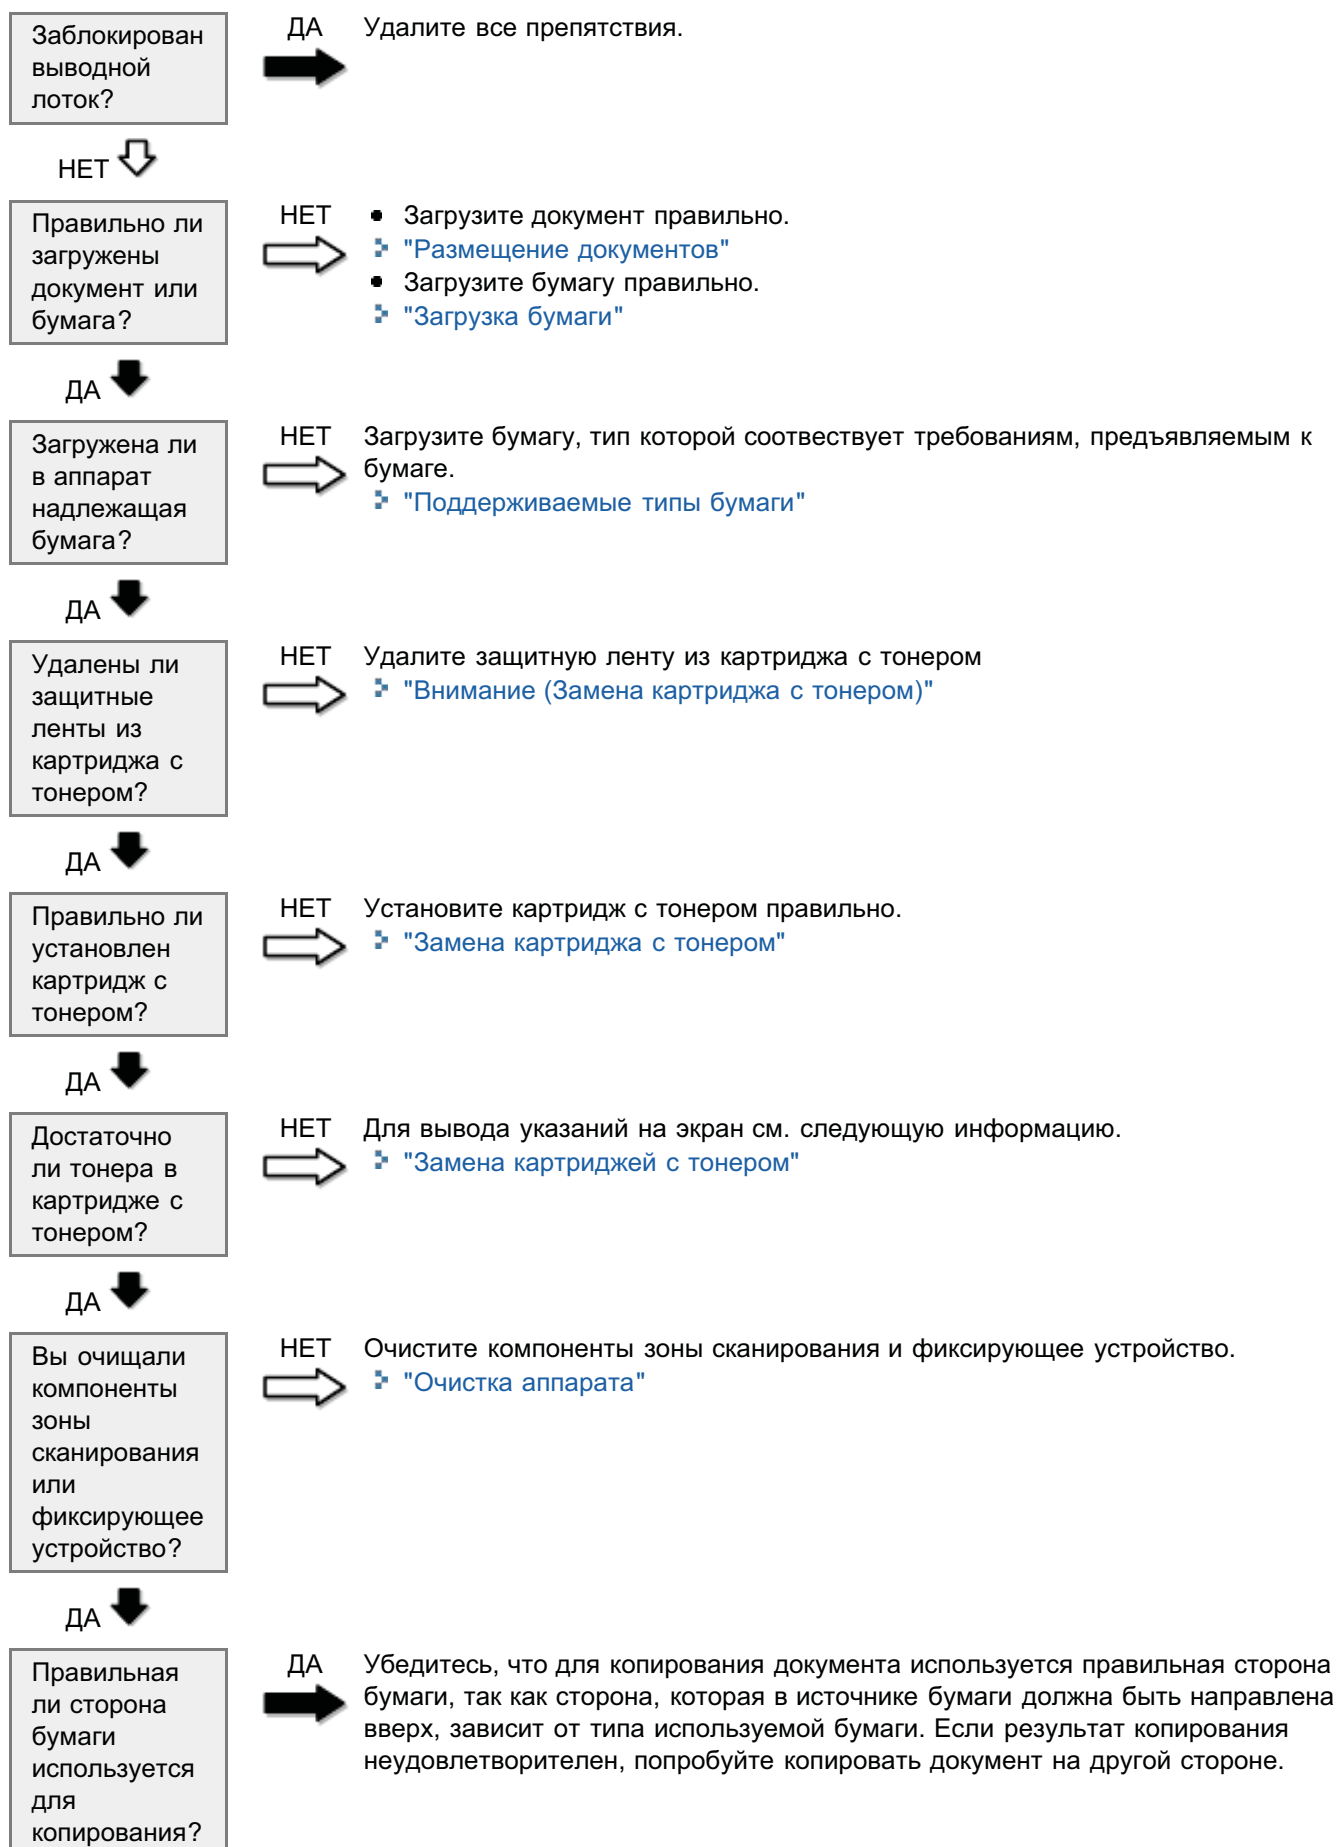 Заблокирован
выводной
лоток?
ДА
Удалите все препятствия.
НЕТ
Правильно ли
загружены
документ или
бумага?
НЕТ
Загрузите документ правильно.
"Размещение документов"
Загрузите бумагу правильно.
"Загрузка бумаги"
ДА
Загружена ли
в аппарат
надлежащая
бумага?
НЕТ
Загрузите бумагу, тип которой соотвествует требованиям, предъявляемым к
бумаге.
"Поддерживаемые типы бумаги"
ДА
Удалены ли
защитные
ленты из
картриджа с
тонером?
НЕТ
Удалите защитную ленту из картриджа с тонером
"Внимание (Замена картриджа с тонером)"
ДА
Правильно ли
установлен
картридж с
тонером?
НЕТ
Установите картридж с тонером правильно.
"Замена картриджа с тонером"
ДА
Достаточно
ли тонера в
картридже с
тонером?
НЕТ
Для вывода указаний на экран см. следующую информацию.
"Замена картриджей с тонером"
ДА
Вы очищали
компоненты
зоны
сканирования
или
фиксирующее
устройство?
НЕТ
Очистите компоненты зоны сканирования и фиксирующее устройство.
"Очистка аппарата"
ДА
Правильная
ли сторона
бумаги
используется
для
копирования?
ДА
Убедитесь, что для копирования документа используется правильная сторона
бумаги, так как сторона, которая в источнике бумаги должна быть направлена
вверх, зависит от типа используемой бумаги. Если результат копирования
неудовлетворителен, попробуйте копировать документ на другой стороне.